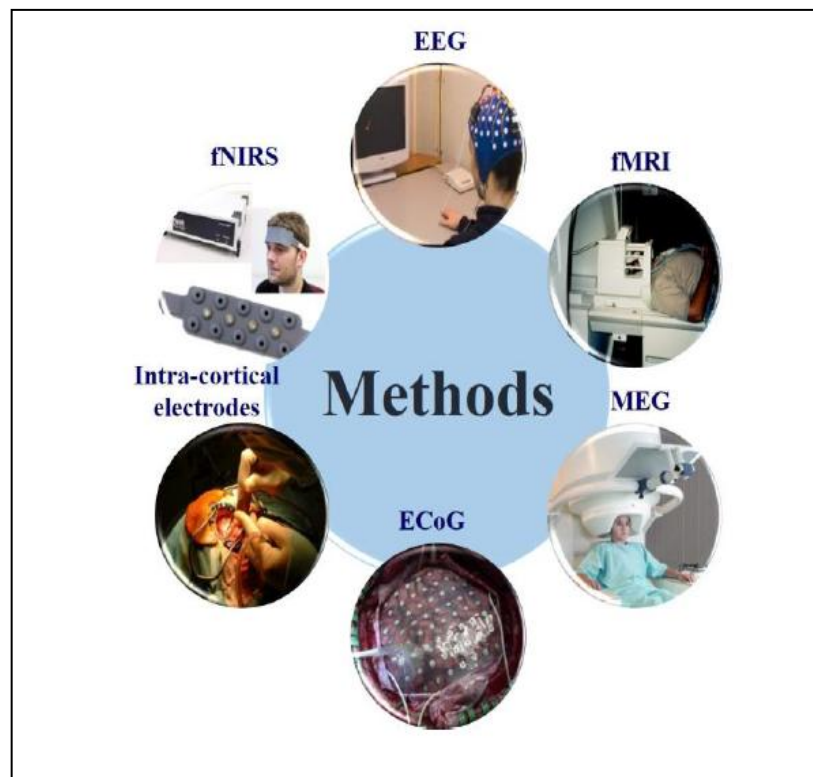 EEG
fNIRS
fMRI
Intra-cortical
electrodes
Methods
MEG
ECoG